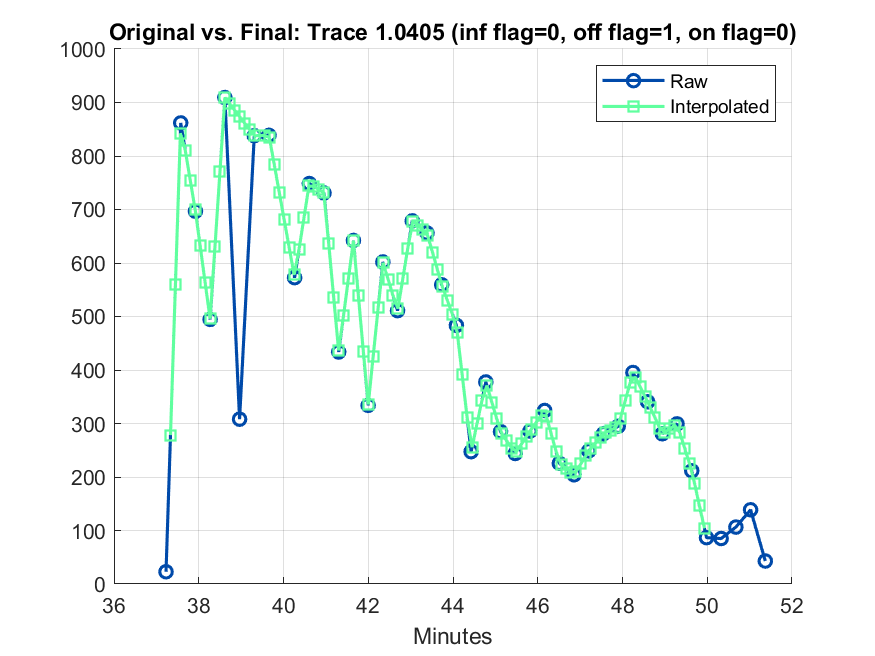 Original vs. Final: Trace 1.0405 (inf flag=0, off flag=1, on flag=0)
1000
900
800
700
600
500
400
300
200
100
0
Raw
Interpolated
36 38 40 42 44 46 48 50 52
Minutes